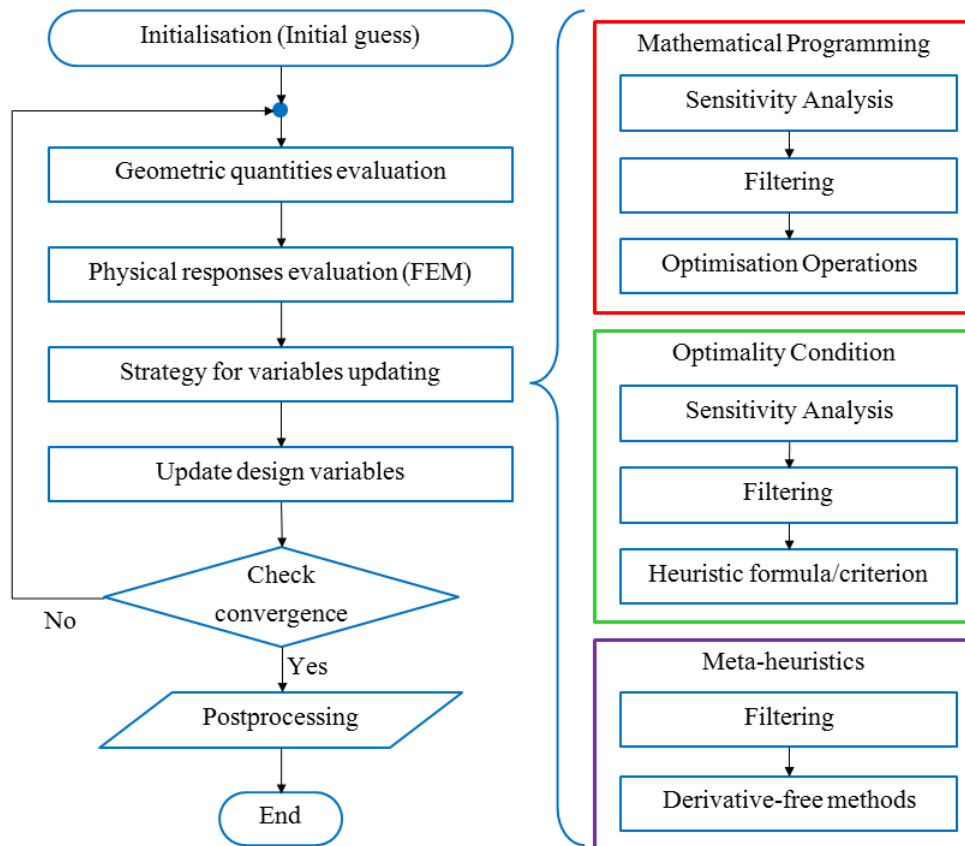 Initialisation (Initial guess)
Geometric quantities evaluation
Physical responses evaluation (FEM)
Strategy for variables updating
Update design variables
Check
convergence
No
Yes
Postprocessing
End
Mathematical Programming
Sensitivity Analysis
Filtering
Optimisation Operations
Optimality Condition
Sensitivity Analysis
Filtering
Heuristic formula/criterion
Meta-heuristics
Filtering
Derivative-free methods